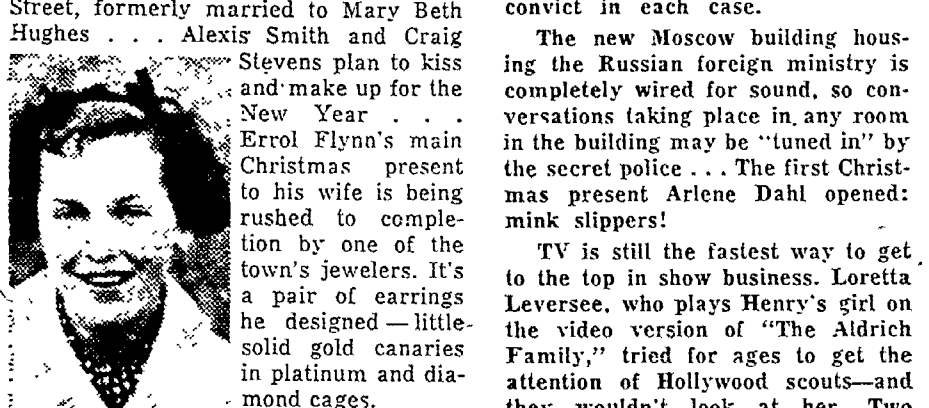 Street, formerly married to Mary Beth
Hughes . . . Alexis Smith and Craig
Stevens plan to kiss
and make up for the
New Year . . .
Errol Flynn's main
Christmas present
to his wife is being
rushed to comple-
tion by one of the
town's jewelers. It's
a pair of earrings
he designed — little
solid gold canaries
in platinum and dia-
mond cages.
convict in each case.
The new Moscow building hous-
ing the Russian foreign ministry is
completely wired for sound, so con-
versations taking place in any room
in the building may be "tuned in" by
the secret police . . . The first Christ-
mas present Arlene Dahl opened:
mink slippers!
TV is still the fastest way to get
to the top in show business. Loretta
Leversee, who plays Henry's girl on
the video version of "The Aldrich
Family," tried for ages to get the
attention of Hollywood scouts—and
they wouldn't look at her. Two